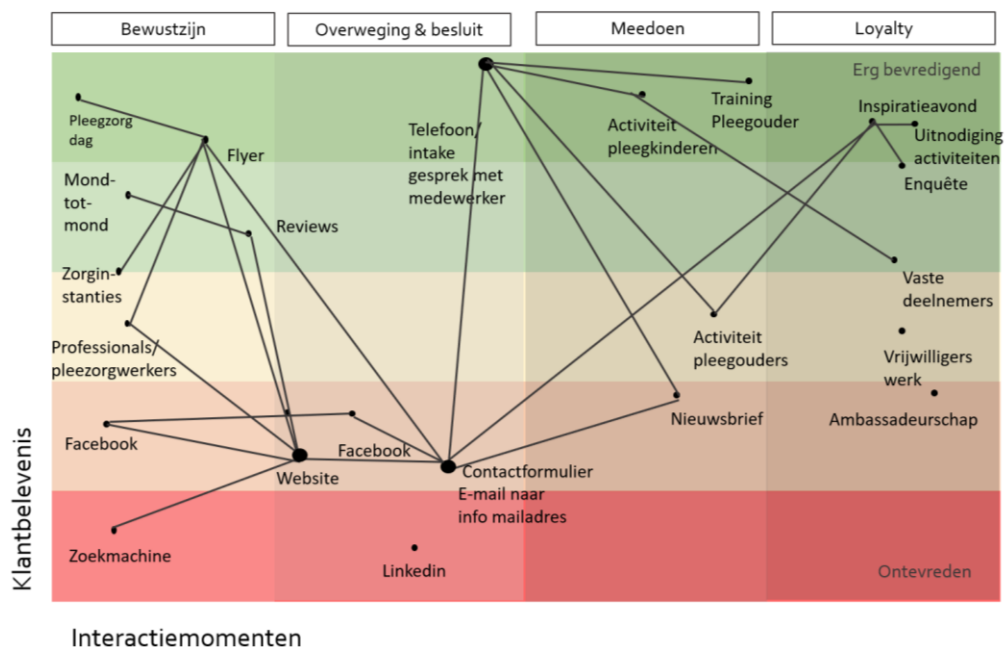 Bewustzijn
Overweging & besluit
Meedoen
Loyalty
Erg bevredigend
Pleegzorg
dag
Flyer
Mond-
tot-
mond
Reviews
Zorgin-
stanties
Professionals/
pleezorgwerkers
Facebook
Zoekmachine
Website
Facebook
Telefoon/
intake
gesprek met
medewerker
Contactformulier
E-mail naar
info mailadres
Linkedin
Training
Pleegouder
Activiteit
pleegkinderen
Activiteit
pleegouders
Nieuwsbrief
Inspiratieavond
Uitnodiging
activiteiten
Enquête
Vaste
deelnemers
Vrijwilligers
werk
Ambassadeurschap
Ontevreden
Klantbelevenis
Interactiemomenten